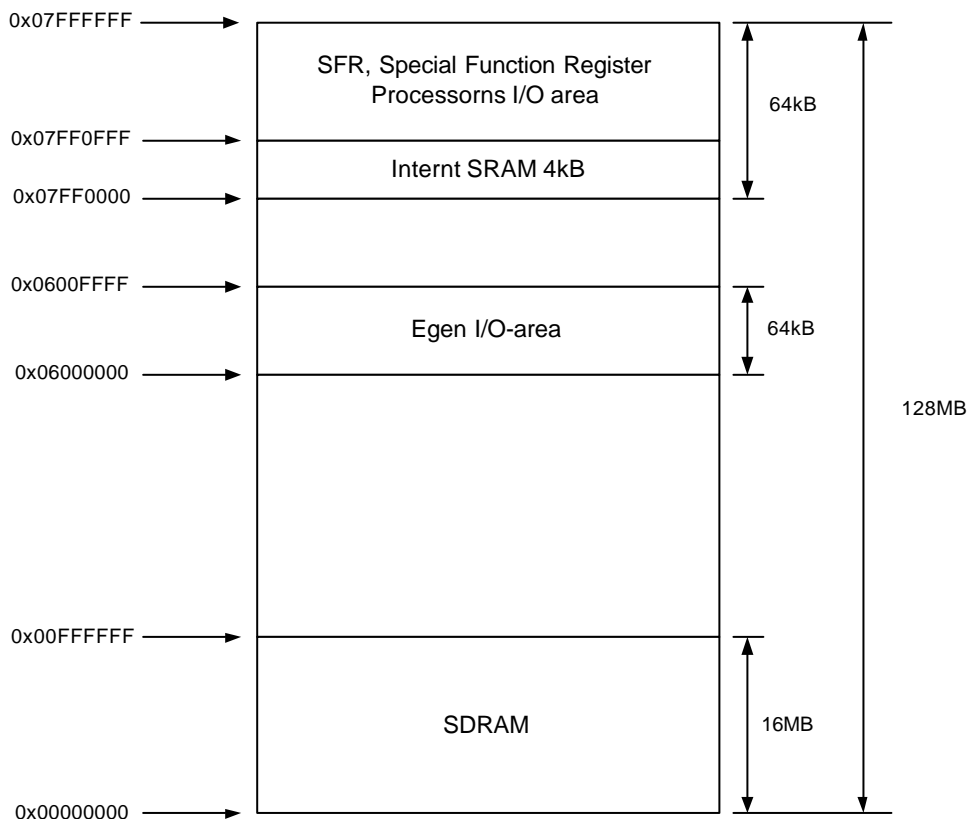 0x07FFFFFF
SFR, Special Function Register
Processorns I/O area
64kB
0x07FF0FFF
Internt SRAM 4kB
0x07FF0000
0x0600FFFF
Egen I/O-area
64kB
0x06000000
128MB
0x00FFFFFF
SDRAM
16MB
0x00000000